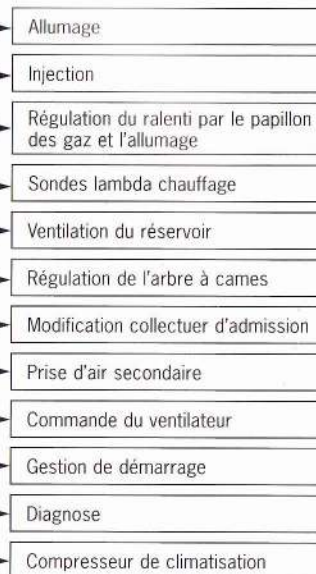 Allumage
Injection
Régulation du ralenti par le papillon
des gaz et l'allumage
Sondes lambda chauffage
Ventilation du réservoir
Régulation de l'arbre à cames
Modification collectuer d'admission
Prise d'air secondaire
Commande du ventilateur
Gestion de démarrage
Diagnose
Compresseur de climatisation